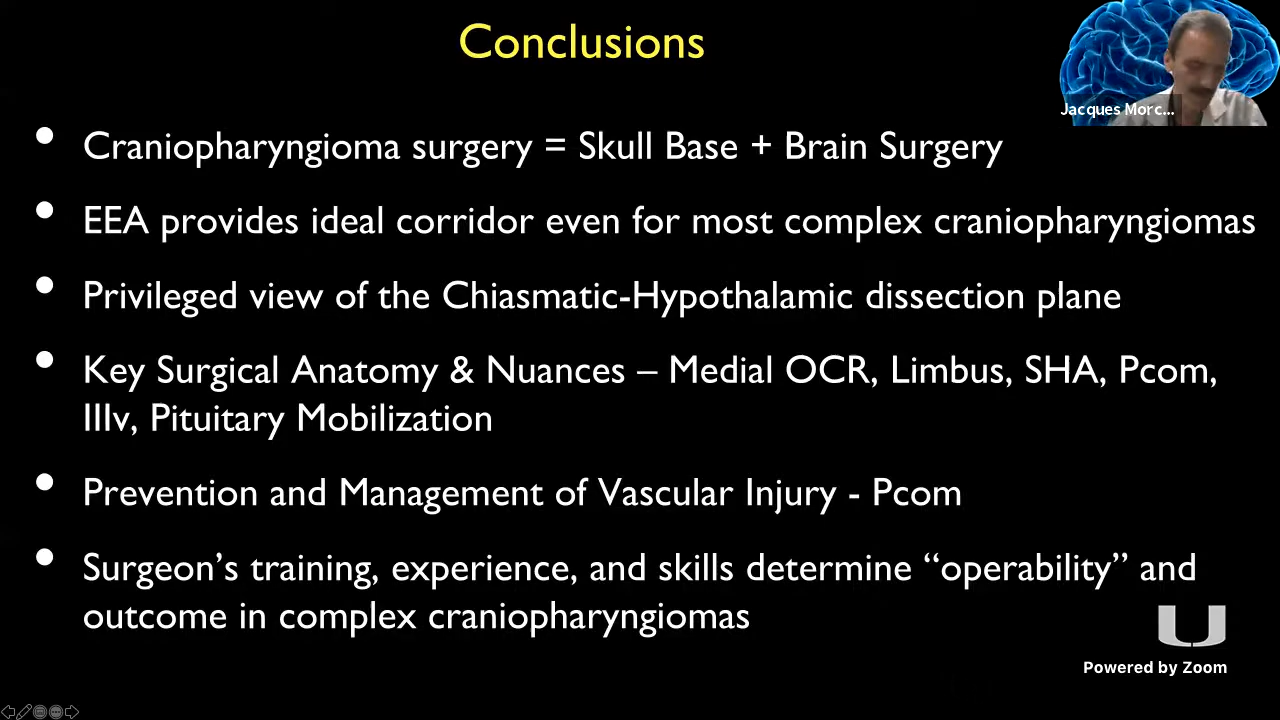 Conclusions
Jacques Morc...
• Craniopharyngioma surgery = Skull Base + Brain Surgery
• EEA provides ideal corridor even for most complex craniopharyngiomas
• Privileged view of the Chiasmatic-Hypothalamic dissection plane
• Key Surgical Anatomy & Nuances – Medial OCR, Limbus, SHA, Pcom,
IIIv, Pituitary Mobilization
• Prevention and Management of Vascular Injury - Pcom
• Surgeon’s training, experience, and skills determine “operability” and
outcome in complex craniopharyngiomas
U
Powered by Zoom